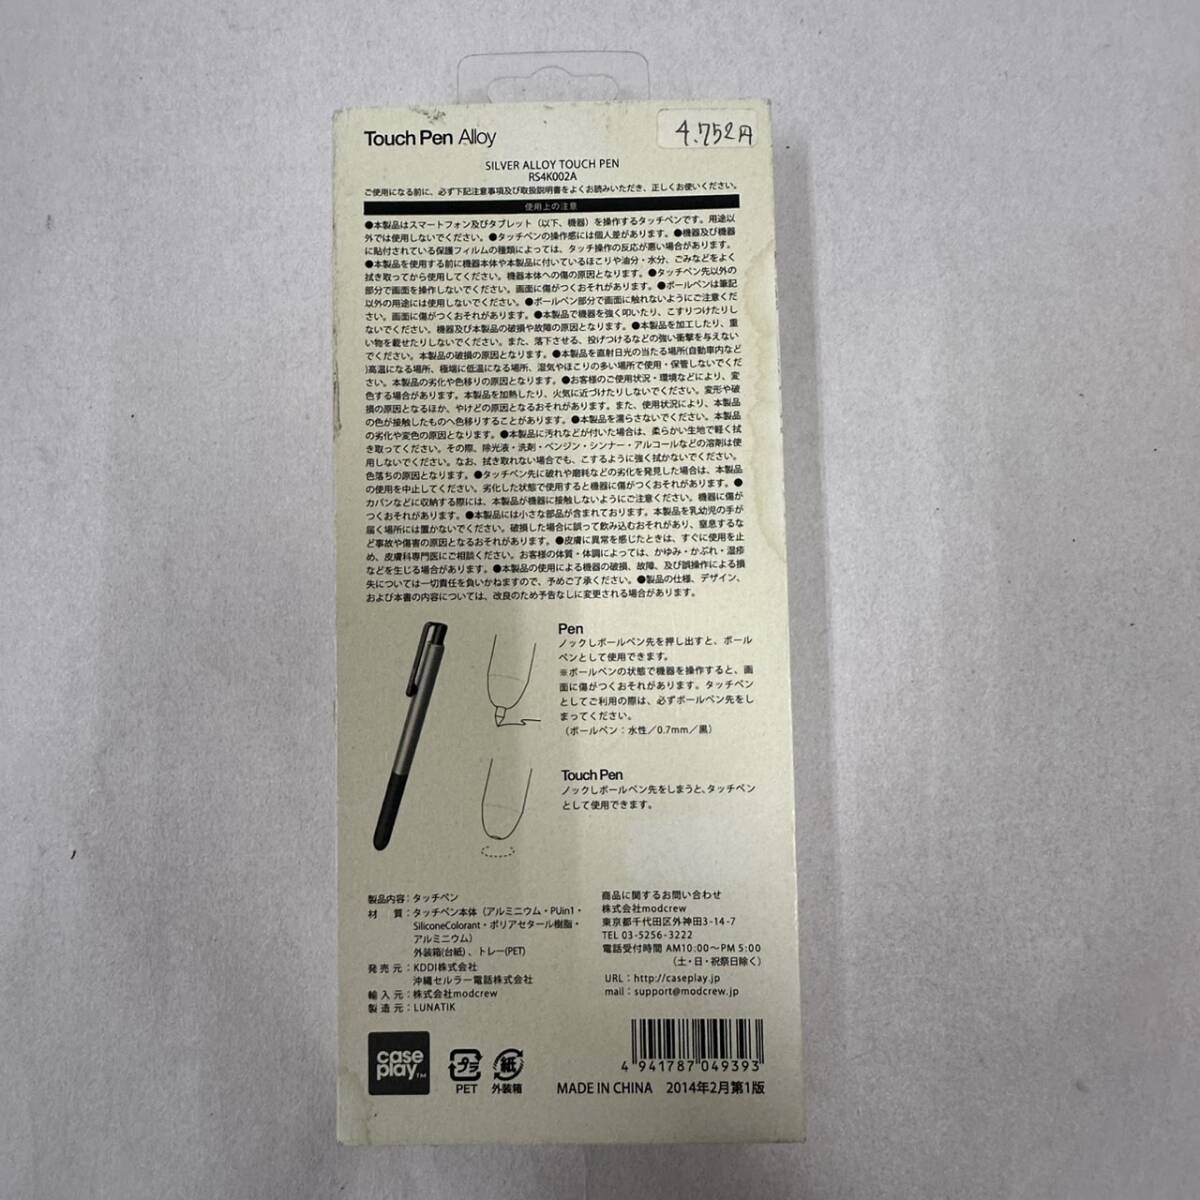 Touch Pen Alloy
4.752円
SILVER ALLOY TOUCH PEN
RS4K002A
ご使用になる前に、必ず下記注意事項及び取扱説明書をよくお読みいただき、正しくお使いください。
使用上の注意
●本製品はスマートフォン及びタブレット（以下、機器）を操作するタッチペンです。用途以
外では使用しないでください。●タッチペンの操作感には個人差があります。●機器及び機器
に貼付されている保護フィルムの種類によっては、タッチ操作の反応が悪い場合があります。
●本製品を使用する前に機器本体や本製品に付いているほこりや油分・水分、ごみなどをよく
拭き取ってから使用してください。機器本体への傷の原因となります。●タッチペン先以外の
部分で画面を操作しないでください。画面に傷がつくおそれがあります。●ボールペンは筆記
以外の用途には使用しないでください。●ボールペン部分で画面に触れないようにご注意くだ
さい。画面に傷がつくおそれがあります。●本製品で機器を強く叩いたり、こすりつけたりし
ないでください。機器及び本製品の破損や故障の原因となります。●本製品を加工したり、重
い物を載せたりしないでください。また、落下させる、投げつけるなどの強い衝撃を与えない
でください。本製品の破損の原因となります。●本製品を直射日光の当たる場所(自動車内など
)高温になる場所、極端に低温になる場所、湿気やほこりの多い場所で使用・保管しないでくだ
さい。本製品の劣化や色移りの原因となります。●お客様のご使用状況・環境などにより、変
色する場合があります。本製品を加熱したり、火気に近づけたりしないでください。変形や破
損の原因となるほか、やけどの原因となるおそれがあります。また、使用状況により、本製品
の色が接触したものへ色移りすることがあります。●本製品を濡らさないでください。本製品
の劣化や変色の原因となります。●本製品に汚れなどが付いた場合は、柔らかい生地で軽く拭
き取ってください。その際、除光液・洗剤・ベンジン・シンナー・アルコールなどの溶剤は使
用しないでください。なお、拭き取れない場合でも、こするように強く拭かないでください。
色落ちの原因となります。●タッチペン先に破れや磨耗などの劣化を発見した場合は、本製品
の使用を中止してください。劣化した状態で使用すると機器に傷がつくおそれがあります。●
カバンなどに収納する際には、本製品が機器に接触しないようにご注意ください。機器に傷が
つくおそれがあります。●本製品には小さな部品が含まれております。本製品を乳幼児の手が
届く場所には置かないでください。破損した場合に誤って飲み込むおそれがあり、窒息するな
ど事故や傷害の原因となるおそれがあります。●皮膚に異常を感じたときは、すぐに使用を止
め、皮膚科専門医にご相談ください。お客様の体質・体調によっては、かゆみ・かぶれ・湿疹
などを生じる場合があります。●本製品の使用による機器の破損、故障、及び誤操作による損
失については一切責任を負いかねますので、予めご了承ください。●製品の仕様、デザイン、
および本書の内容については、改良のため予告なしに変更される場合があります。
Pen
ノックしボールペン先を押し出すと、ボール
ペンとして使用できます。
※ボールペンの状態で機器を操作すると、画
面に傷がつくおそれがあります。タッチペン
としてご利用の際は、必ずボールペン先をし
まってください。
（ボールペン：水性／0.7mm／黒）
Touch Pen
ノックしボールペン先をしまうと、タッチペン
として使用できます。
製品内容：タッチペン
材　質：タッチペン本体（アルミニウム・PUin1・
SiliconeColorant・ポリアセタール樹脂・
アルミニウム）
外装箱(台紙)、トレー(PET)
発売元：KDDI株式会社
沖縄セルラー電話株式会社
輸入元：株式会社modcrew
製造元：LUNATIK
商品に関するお問い合わせ
株式会社modcrew
東京都千代田区外神田3-14-7
TEL 03-5256-3222
電話受付時間 AM10:00～PM 5:00
（土・日・祝祭日除く）
URL：http://caseplay.jp
mail：support@modcrew.jp
case
play™
プラ
PET
紙
外装箱
4 941787 049393
MADE IN CHINA　2014年2月第1版